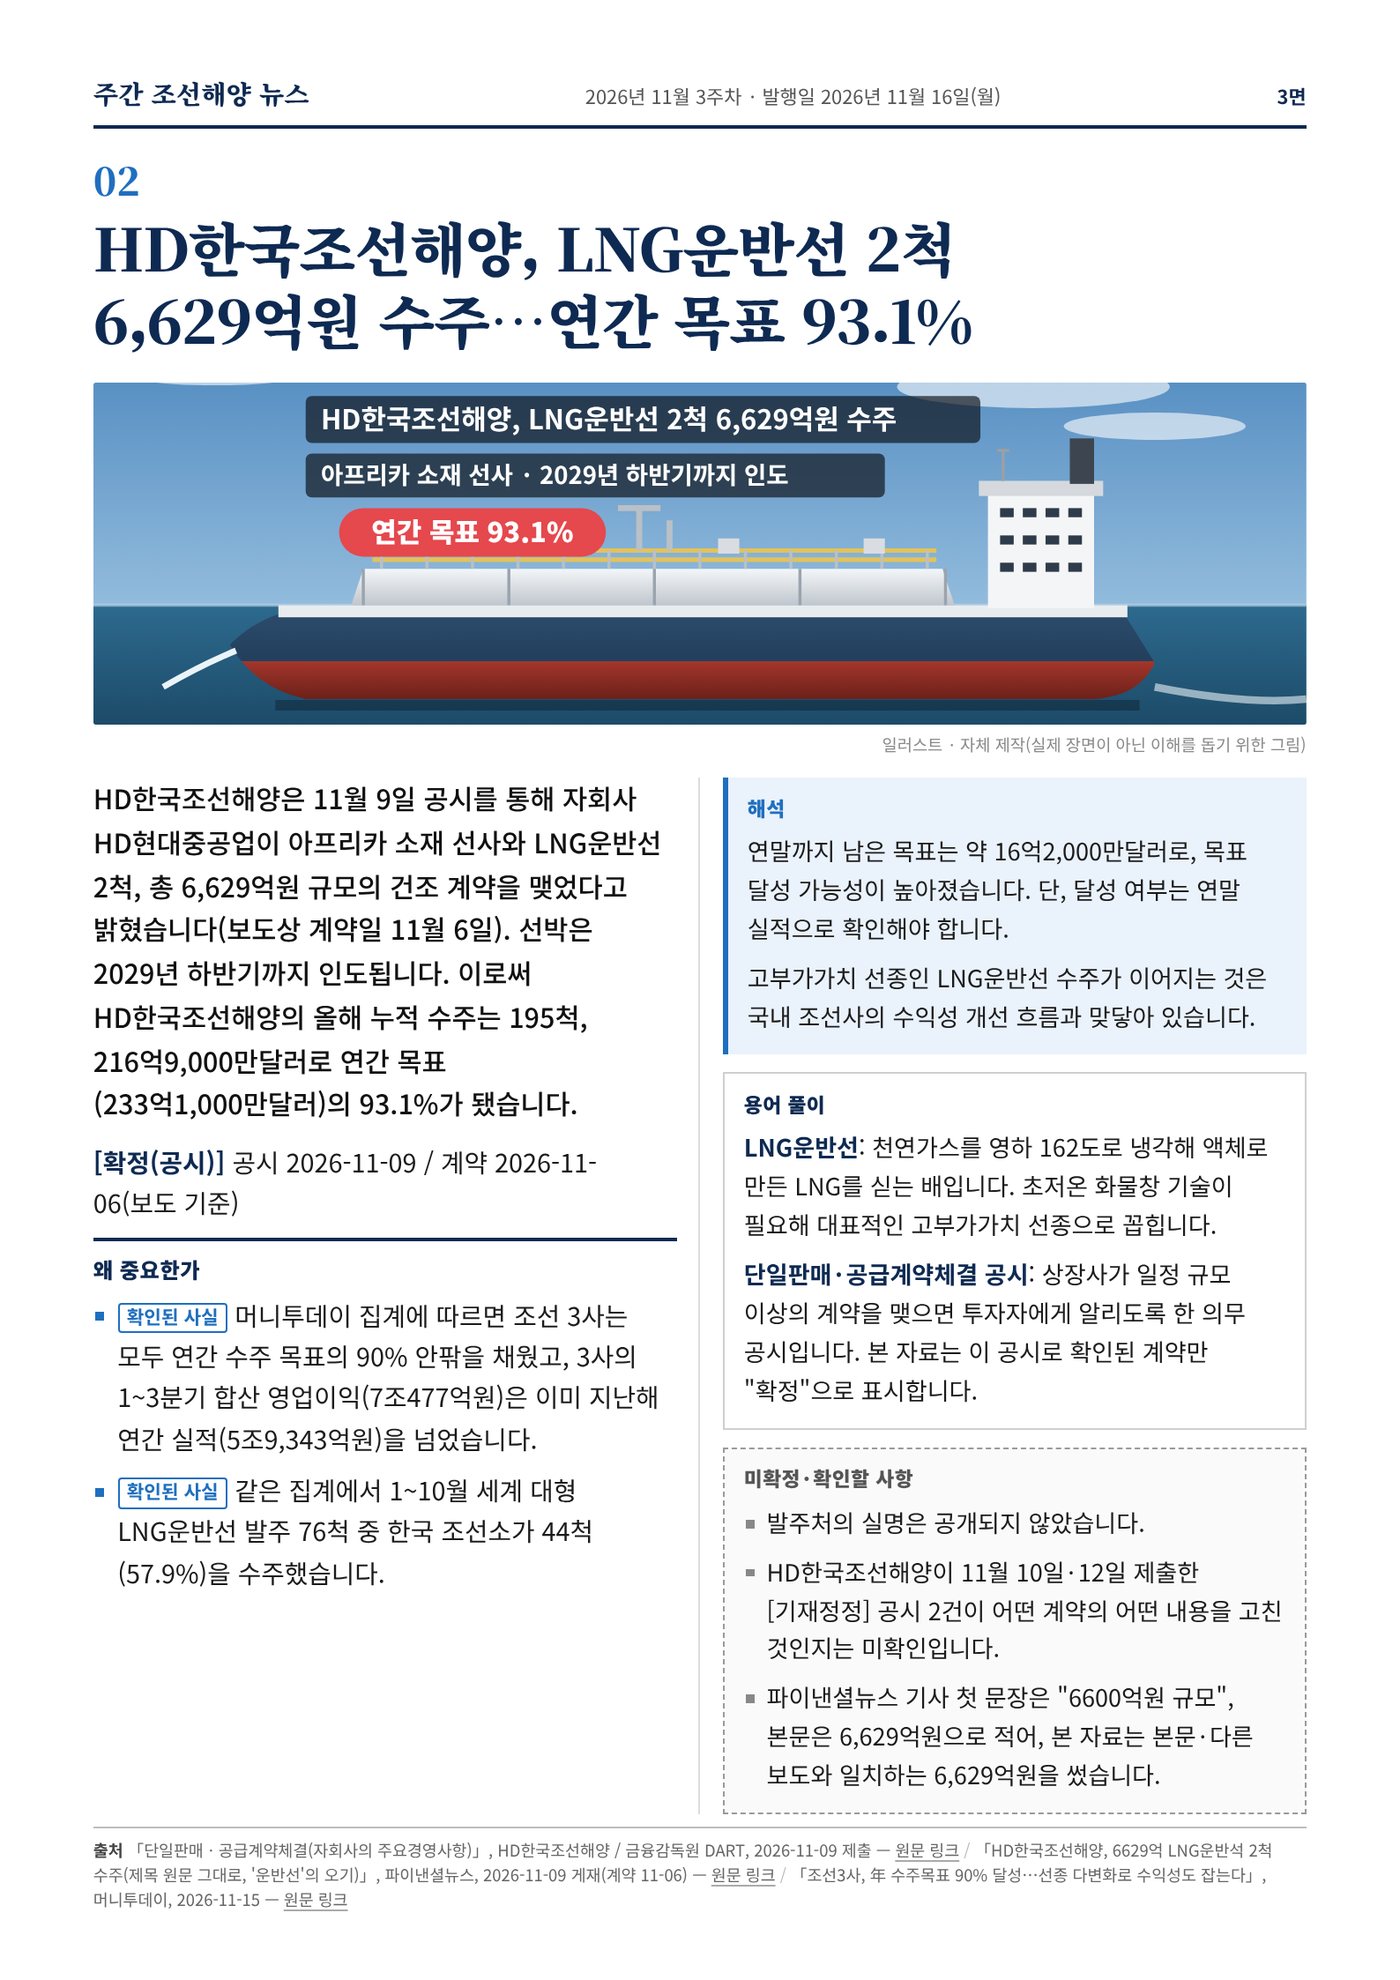 주간 조선해양 뉴스
2026년 11월 3주차 · 발행일 2026년 11월 16일(월)
3면
02
HD한국조선해양, LNG운반선 2척
6,629억원 수주…연간 목표 93.1%
HD한국조선해양, LNG운반선 2척 6,629억원 수주
아프리카 소재 선사 · 2029년 하반기까지 인도
연간 목표 93.1%
일러스트 · 자체 제작(실제 장면이 아닌 이해를 돕기 위한 그림)
HD한국조선해양은 11월 9일 공시를 통해 자회사
HD현대중공업이 아프리카 소재 선사와 LNG운반선
2척, 총 6,629억원 규모의 건조 계약을 맺었다고
밝혔습니다(보도상 계약일 11월 6일). 선박은
2029년 하반기까지 인도됩니다. 이로써
HD한국조선해양의 올해 누적 수주는 195척,
216억9,000만달러로 연간 목표
(233억1,000만달러)의 93.1%가 됐습니다.
[확정(공시)] 공시 2026-11-09 / 계약 2026-11-
06(보도 기준)
왜 중요한가
확인된 사실 머니투데이 집계에 따르면 조선 3사는
모두 연간 수주 목표의 90% 안팎을 채웠고, 3사의
1~3분기 합산 영업이익(7조477억원)은 이미 지난해
연간 실적(5조9,343억원)을 넘었습니다.
확인된 사실 같은 집계에서 1~10월 세계 대형
LNG운반선 발주 76척 중 한국 조선소가 44척
(57.9%)을 수주했습니다.
해석
연말까지 남은 목표는 약 16억2,000만달러로, 목표
달성 가능성이 높아졌습니다. 단, 달성 여부는 연말
실적으로 확인해야 합니다.
고부가가치 선종인 LNG운반선 수주가 이어지는 것은
국내 조선사의 수익성 개선 흐름과 맞닿아 있습니다.
용어 풀이
LNG운반선: 천연가스를 영하 162도로 냉각해 액체로
만든 LNG를 싣는 배입니다. 초저온 화물창 기술이
필요해 대표적인 고부가가치 선종으로 꼽힙니다.
단일판매·공급계약체결 공시: 상장사가 일정 규모
이상의 계약을 맺으면 투자자에게 알리도록 한 의무
공시입니다. 본 자료는 이 공시로 확인된 계약만
"확정"으로 표시합니다.
미확정·확인할 사항
발주처의 실명은 공개되지 않았습니다.
HD한국조선해양이 11월 10일·12일 제출한
[기재정정] 공시 2건이 어떤 계약의 어떤 내용을 고친
것인지는 미확인입니다.
파이낸셜뉴스 기사 첫 문장은 "6600억원 규모",
본문은 6,629억원으로 적어, 본 자료는 본문·다른
보도와 일치하는 6,629억원을 썼습니다.
출처 「단일판매 · 공급계약체결(자회사의 주요경영사항)」, HD한국조선해양 / 금융감독원 DART, 2026-11-09 제출 — 원문 링크 / 「HD한국조선해양, 6629억 LNG운반석 2척
수주(제목 원문 그대로, '운반선'의 오기)」, 파이낸셜뉴스, 2026-11-09 게재(계약 11-06) — 원문 링크 / 「조선3사, 年 수주목표 90% 달성…선종 다변화로 수익성도 잡는다」,
머니투데이, 2026-11-15 — 원문 링크